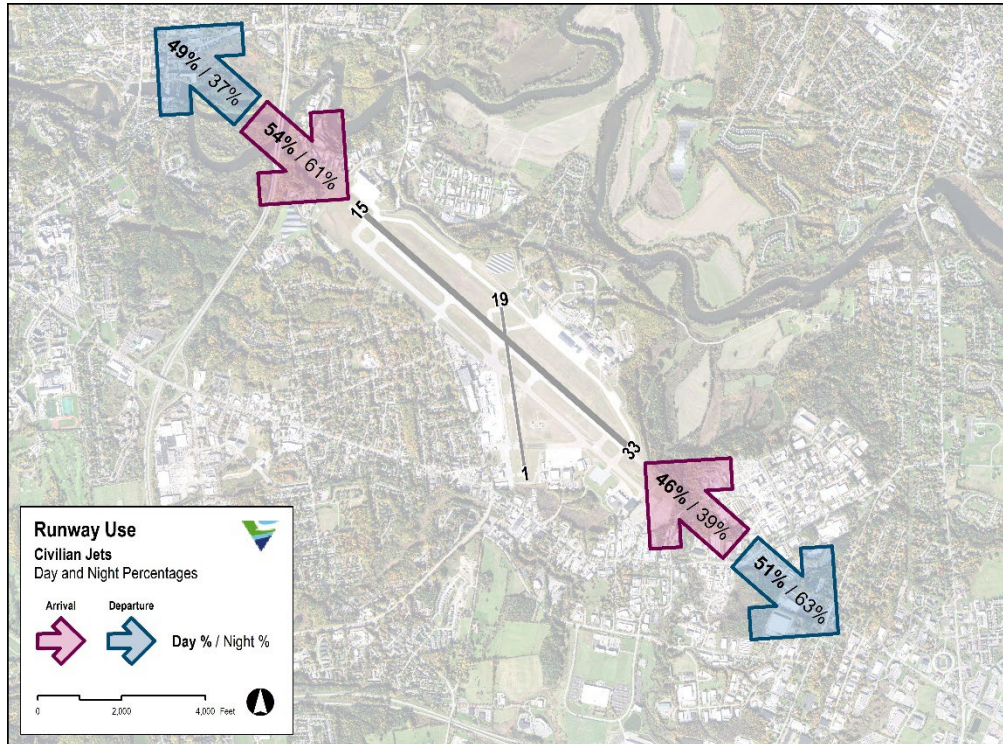 49% / 37%
54% / 61%
15
19
33
1
46% / 39%
51% / 63%
Runway Use
Civilian Jets
Day and Night Percentages
Arrival Departure
Day % / Night %
0 2,000 4,000 Feet